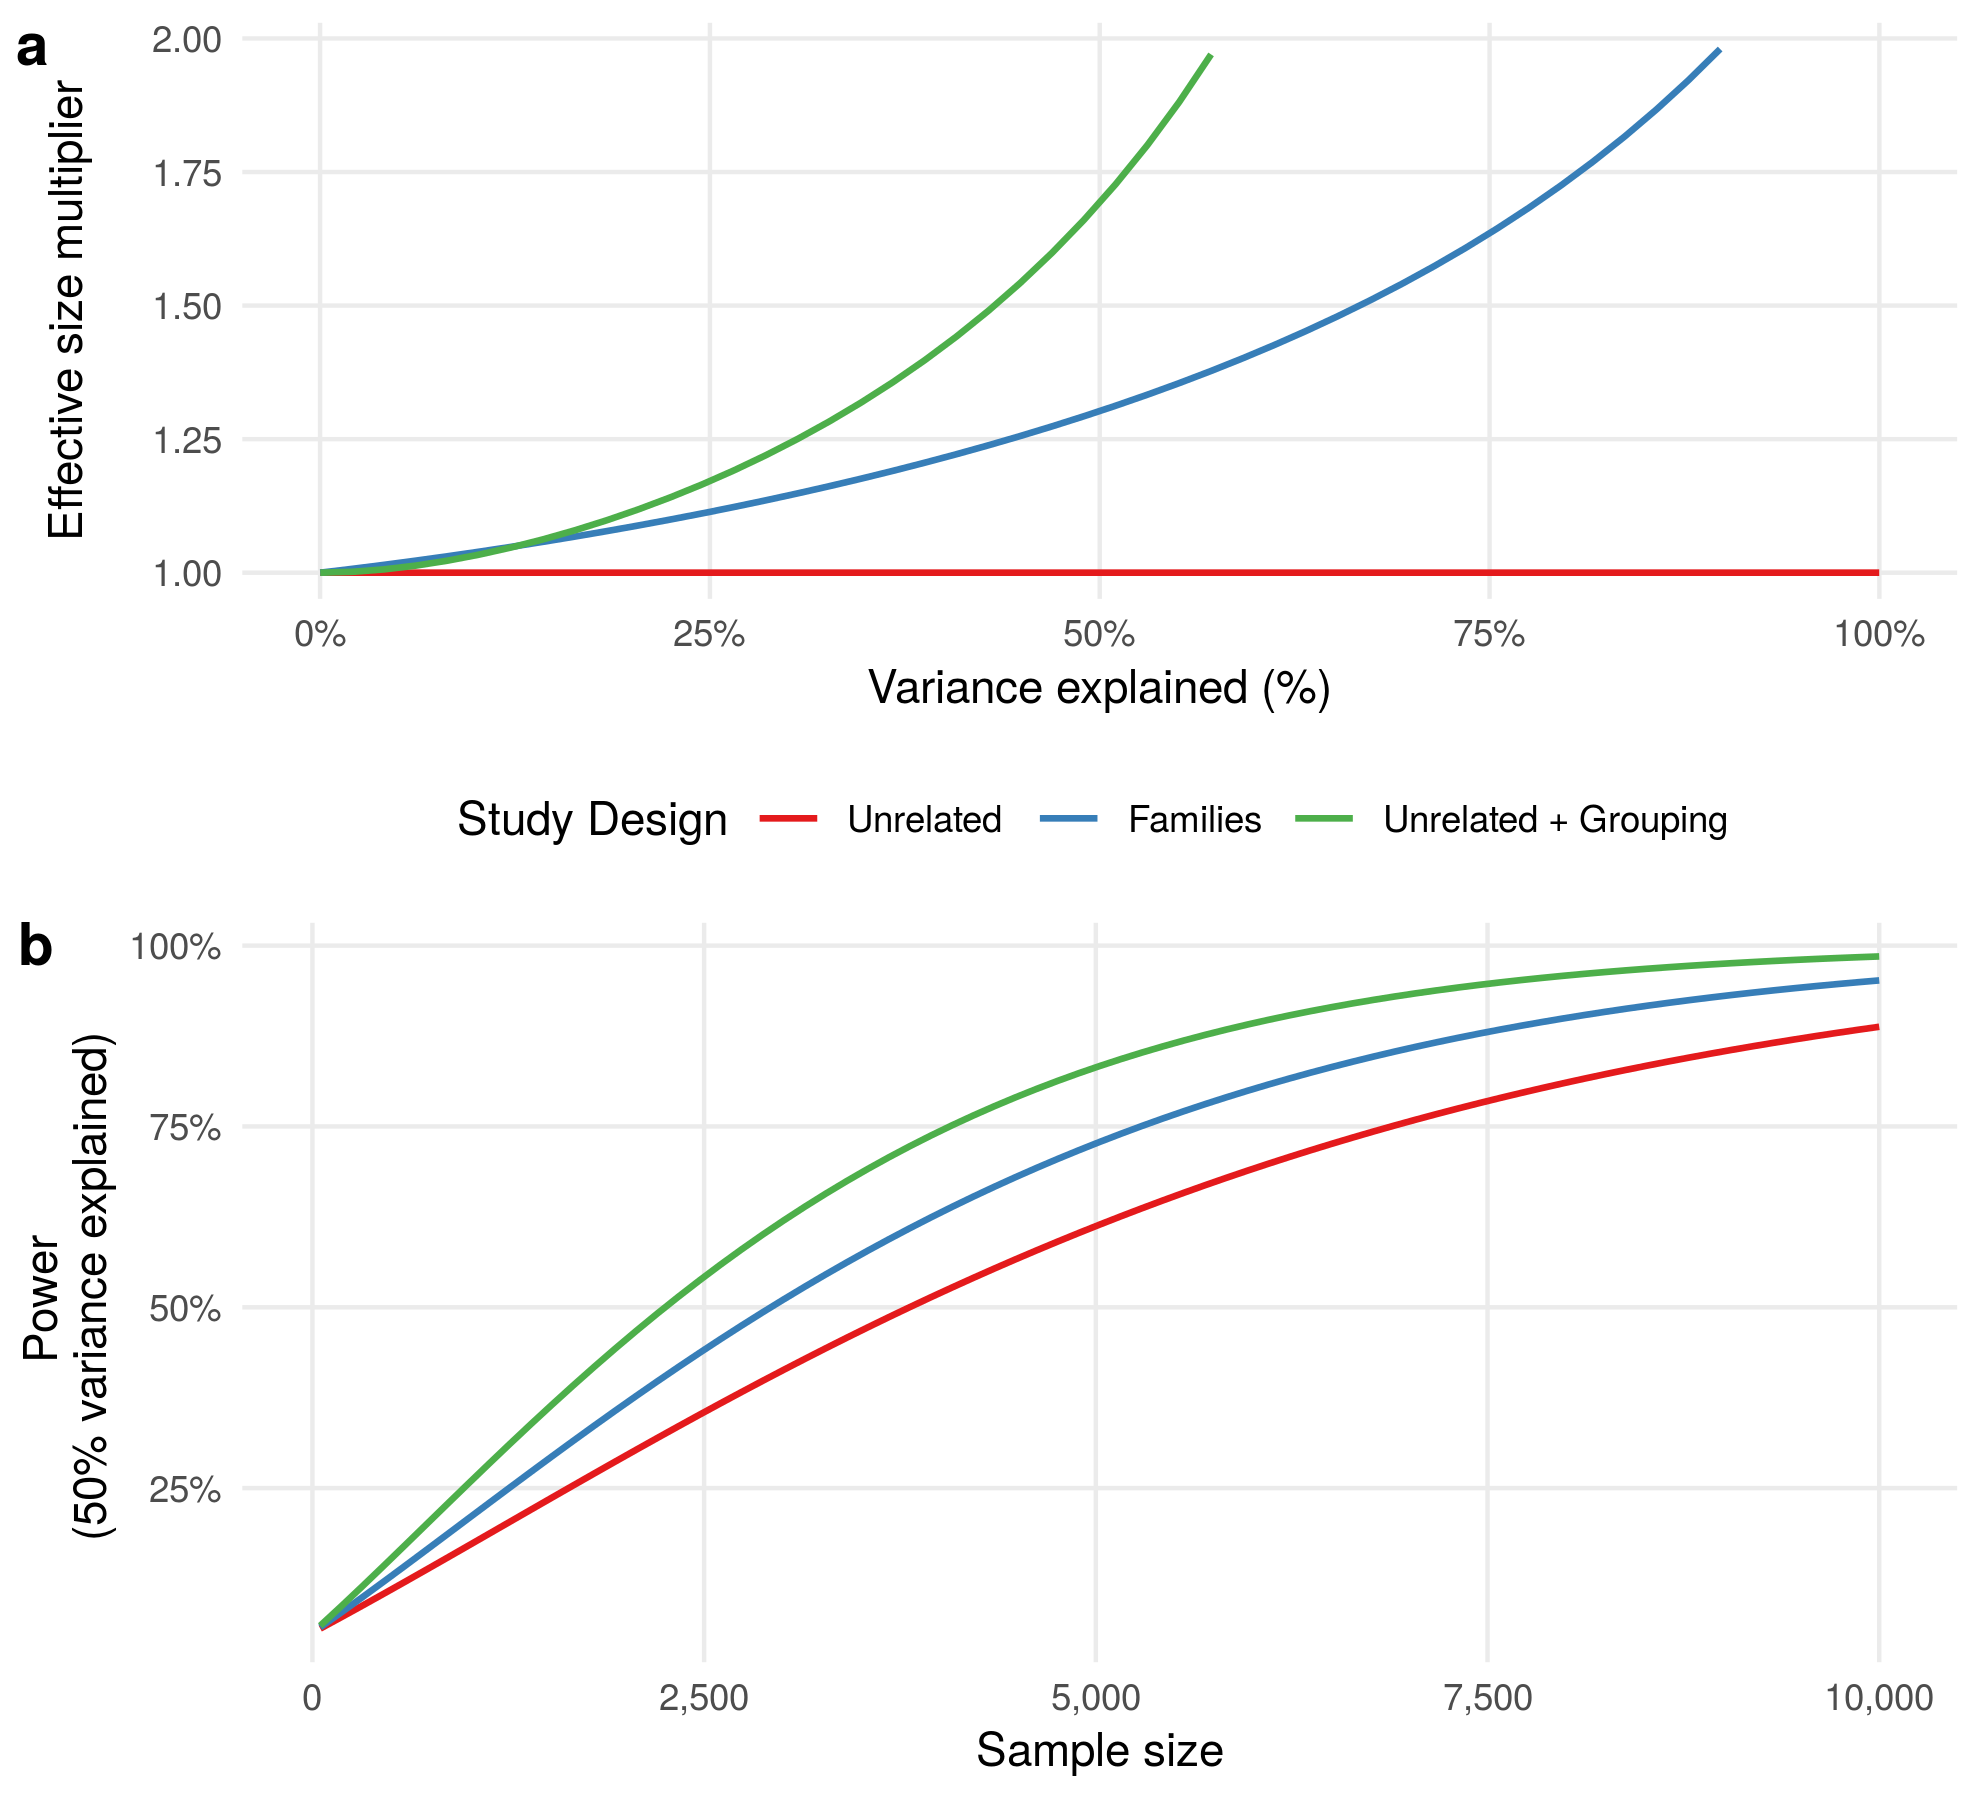 a
Effective size multiplier
2.00
1.75
1.50
1.25
1.00
0% 25% 50% 75% 100%
Variance explained (%)
Study Design Unrelated Families Unrelated + Grouping
b
Power
(50% variance explained)
100%
75%
50%
25%
0 2,500 5,000 7,500 10,000
Sample size